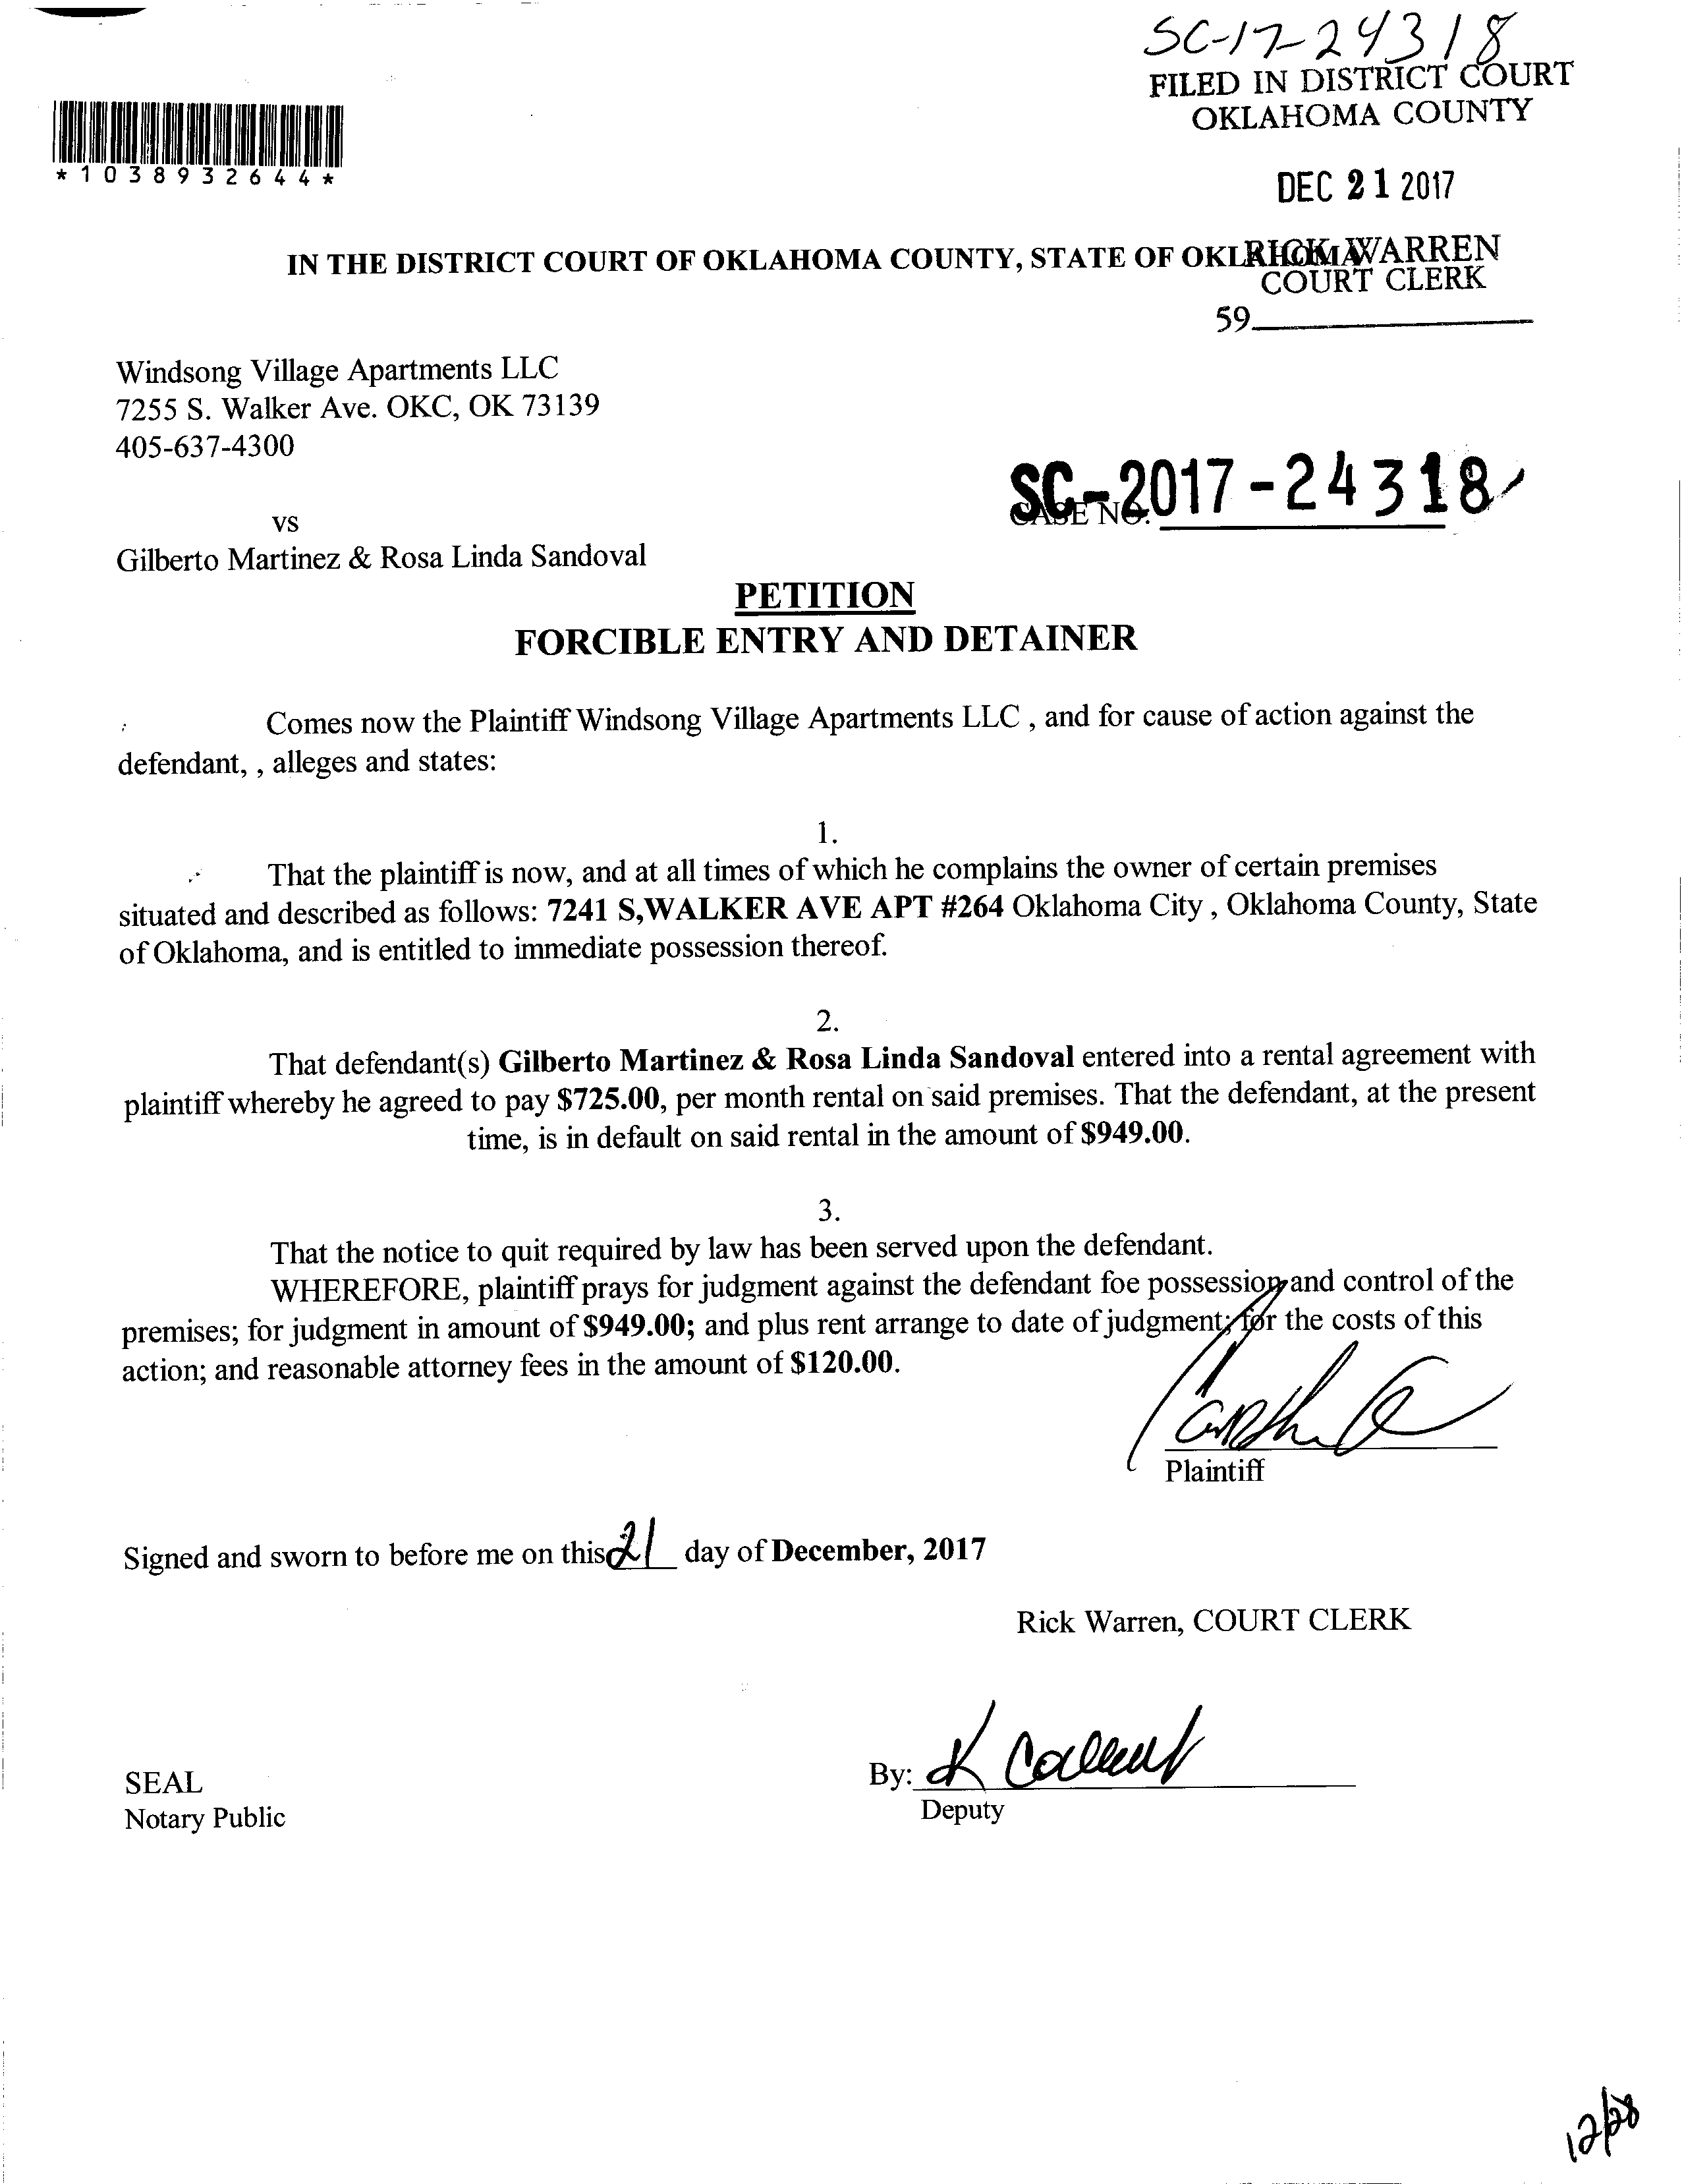 SC-17-24318
FILED IN DISTRICT COURT
OKLAHOMA COUNTY
*1038932644*
DEC 21 2017
IN THE DISTRICT COURT OF OKLAHOMA COUNTY, STATE OF OKLAHOMA
RICK WARREN
COURT CLERK
59
Windsong Village Apartments LLC
7255 S. Walker Ave. OKC, OK 73139
405-637-4300
SC-2017-24318
CASE NO.
vs
Gilberto Martinez & Rosa Linda Sandoval
PETITION
FORCIBLE ENTRY AND DETAINER
Comes now the Plaintiff Windsong Village Apartments LLC , and for cause of action against the
defendant, , alleges and states:
1.
That the plaintiff is now, and at all times of which he complains the owner of certain premises
situated and described as follows: 7241 S,WALKER AVE APT #264 Oklahoma City , Oklahoma County, State
of Oklahoma, and is entitled to immediate possession thereof.
2.
That defendant(s) Gilberto Martinez & Rosa Linda Sandoval entered into a rental agreement with
plaintiff whereby he agreed to pay $725.00, per month rental on said premises. That the defendant, at the present
time, is in default on said rental in the amount of $949.00.
3.
That the notice to quit required by law has been served upon the defendant.
WHEREFORE, plaintiff prays for judgment against the defendant foe possession and control of the
premises; for judgment in amount of $949.00; and plus rent arrange to date of judgment; for the costs of this
action; and reasonable attorney fees in the amount of $120.00.
Plaintiff
Signed and sworn to before me on this 21 day of December, 2017
Rick Warren, COURT CLERK
By: K
SEAL
Deputy
Notary Public
12/28